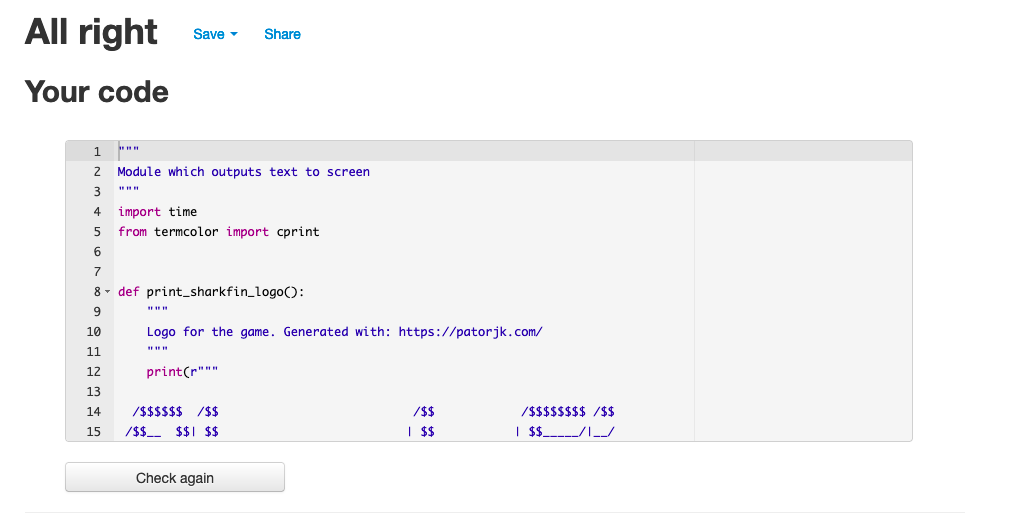 All right Save Share
Your code
1 """
2 Module which outputs text to screen
3 """
4 import time
5 from termcolor import cprint
6
7
8 def print_sharkfin_logo():
9     """
10     Logo for the game. Generated with: https://patorjk.com/
11     """
12     print(r"""
13
14   /$$$$$$  /$$                           /$$            /$$$$$$$$ /$$
15  /$$__  $$| $$                          | $$           | $$_____/|__/
Check again